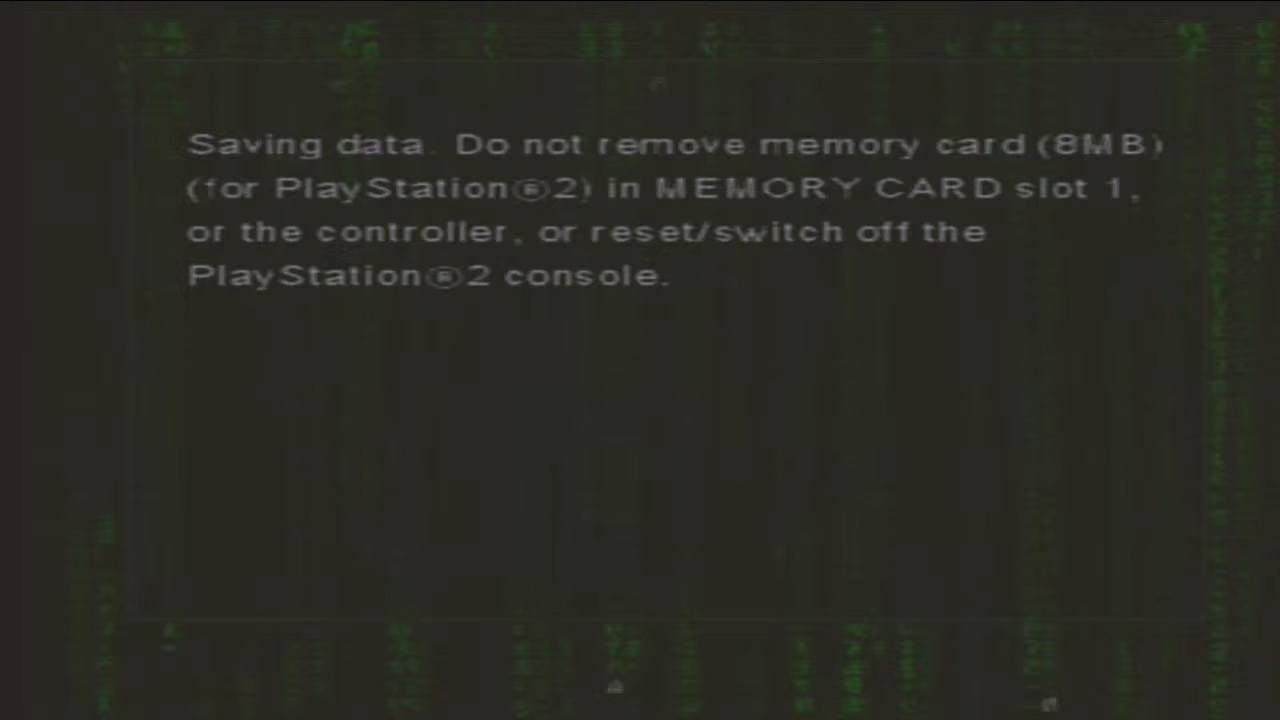 Saving data. Do not remove memory card (8MB)
(for PlayStation®2) in MEMORY CARD slot 1,
or the controller, or reset/switch off the
PlayStation®2 console.